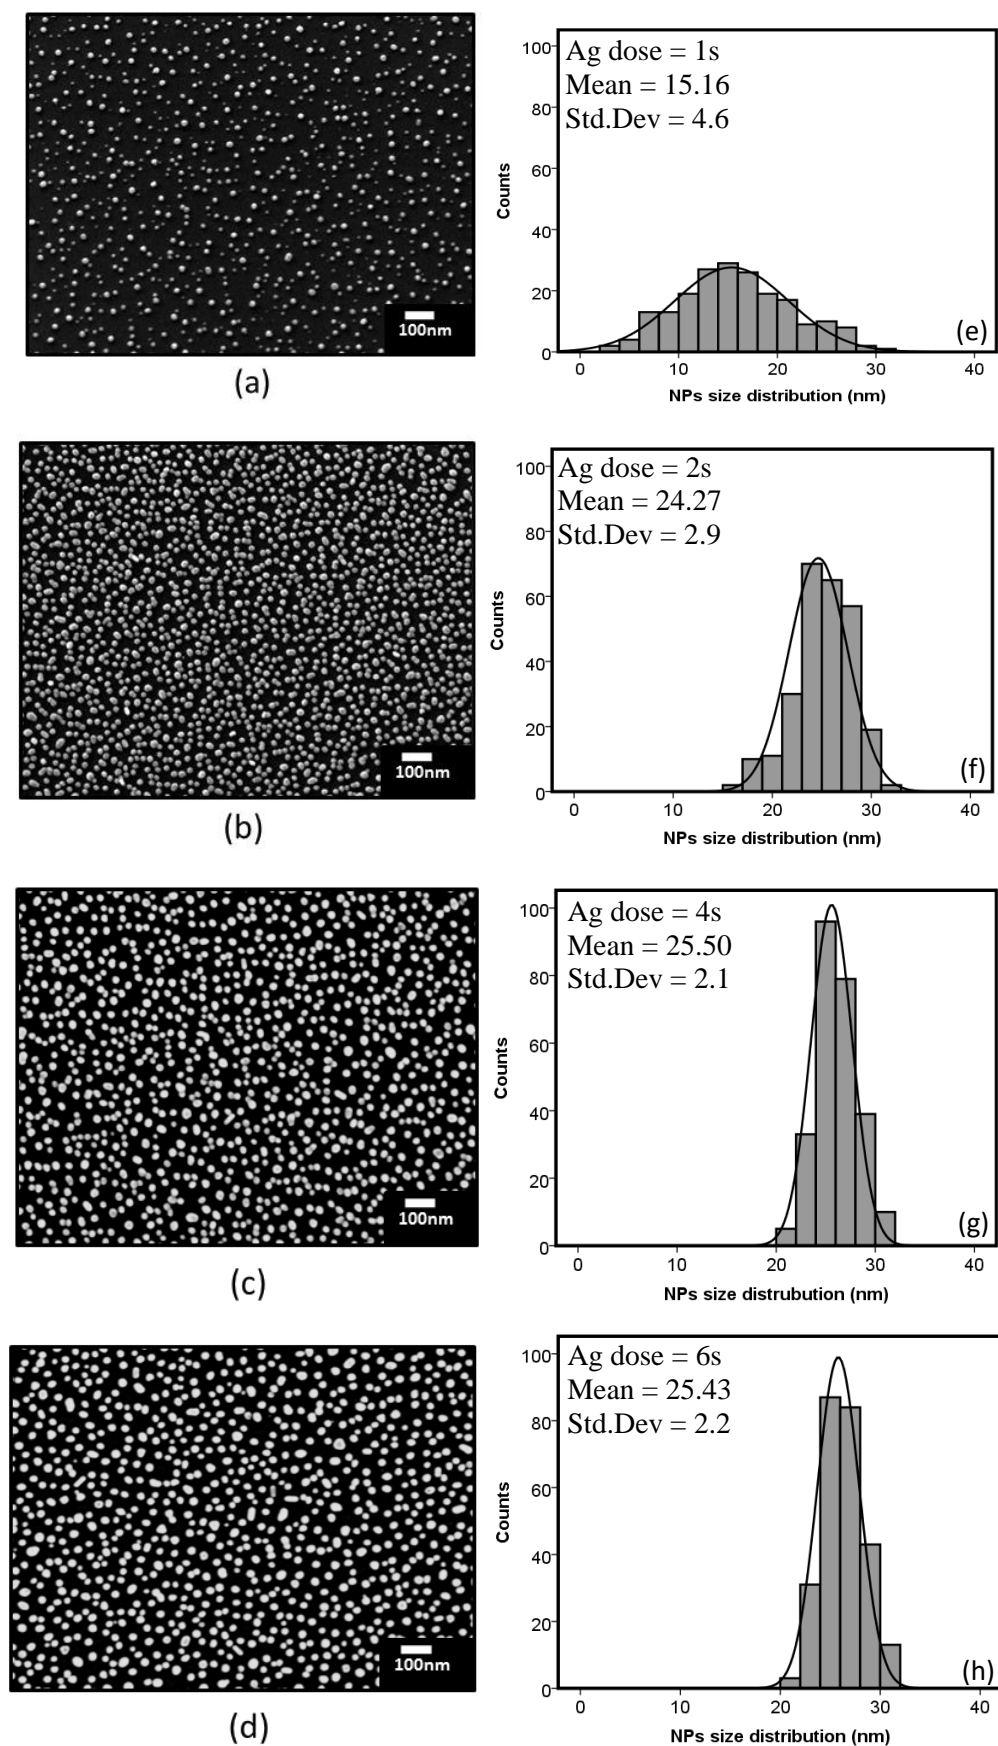 100nm
(a)
Ag dose = 1s
Mean = 15.16
Std.Dev = 4.6
100
80
60
40
20
0
Counts
(e)
0 10 20 30 40
NPs size distribution (nm)
100nm
(b)
Ag dose = 2s
Mean = 24.27
Std.Dev = 2.9
100
80
60
40
20
0
Counts
(f)
0 10 20 30 40
NPs size distribution (nm)
100nm
(c)
Ag dose = 4s
Mean = 25.50
Std.Dev = 2.1
100
80
60
40
20
0
Counts
(g)
0 10 20 30 40
NPs size distrubution (nm)
100nm
(d)
Ag dose = 6s
Mean = 25.43
Std.Dev = 2.2
100
80
60
40
20
0
Counts
(h)
0 10 20 30 40
NPs size distribution (nm)